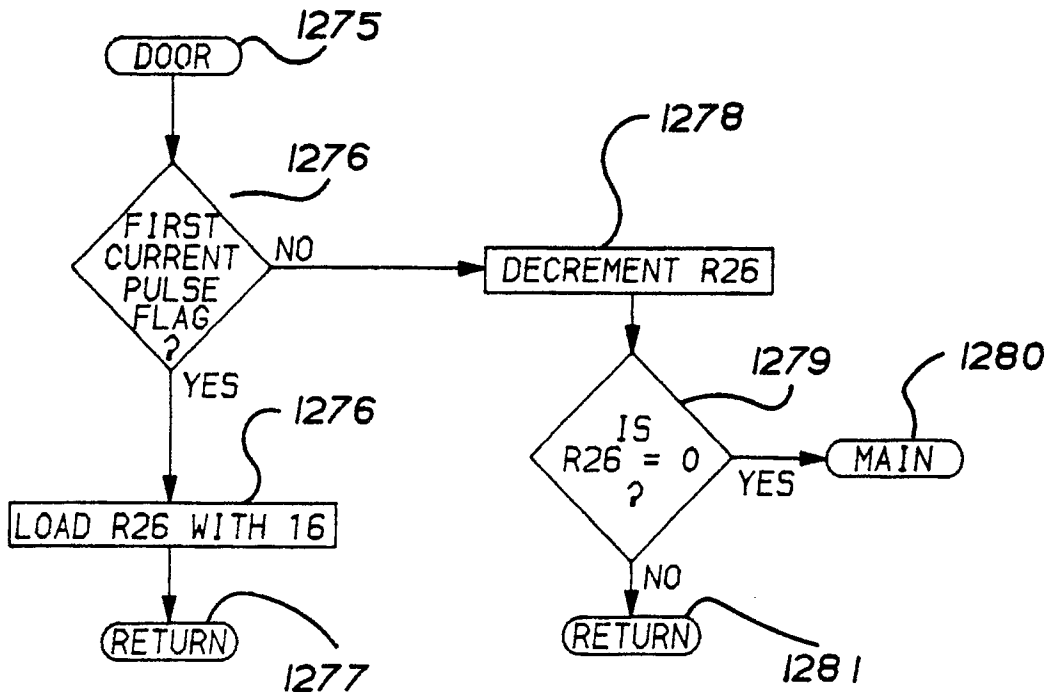 1275
DOOR
1276
FIRST
CURRENT
PULSE
FLAG
?
NO
YES
1276
LOAD R26 WITH 16
RETURN
1277
1278
DECREMENT R26
1279
IS
R26 = 0
?
YES
1280
MAIN
NO
RETURN
1281